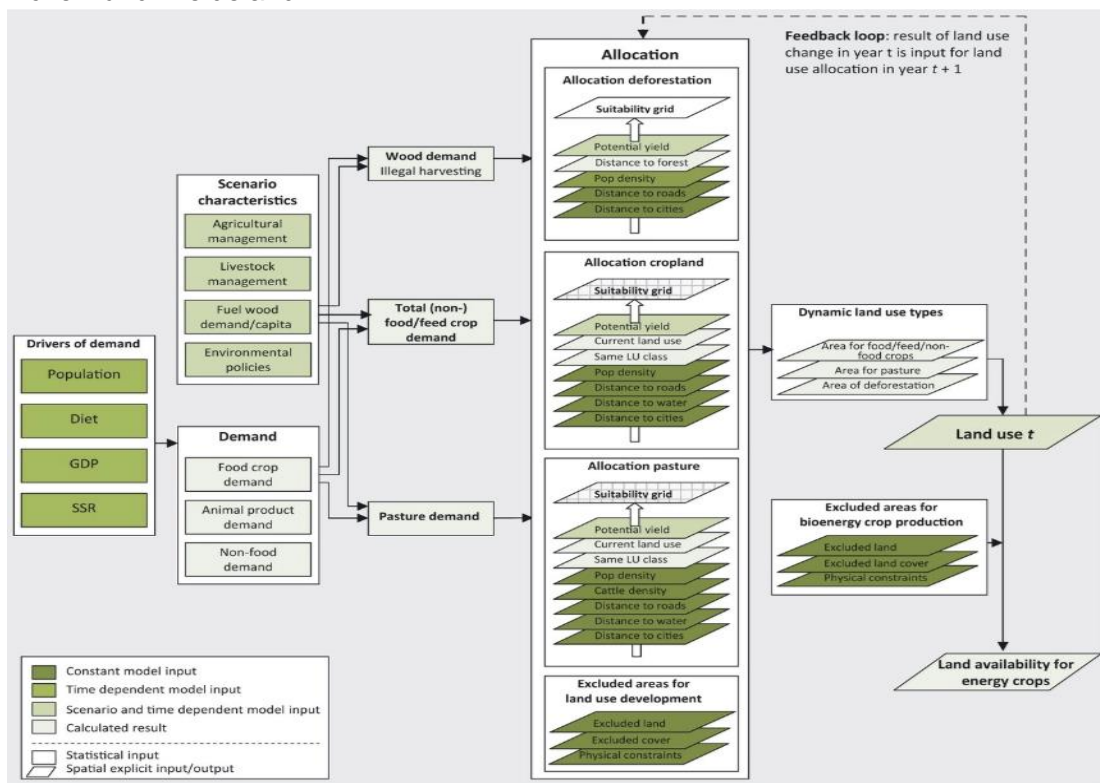 Feedback loop: result of land use
change in year t is input for land
use allocation in year t + 1
Allocation
Allocation deforestation
Suitability grid
Potential yield
Distance to forest
Pop density
Distance to roads
Distance to cities
Wood demand
Illegal harvesting
Scenario
characteristics
Agricultural
management
Livestock
management
Fuel wood
demand/capita
Environmental
policies
Total (non-)
food/feed crop
demand
Allocation cropland
Suitability grid
Potential yield
Current land use
Same LU class
Pop density
Distance to roads
Distance to water
Distance to cities
Dynamic land use types
Area for food/feed/non-
food crops
Area for pasture
Area of deforestation
Drivers of demand
Population
Diet
GDP
SSR
Demand
Food crop
demand
Animal product
demand
Non-food
demand
Pasture demand
Allocation pasture
Suitability grid
Potential yield
Current land use
Same LU class
Pop density
Cattle density
Distance to roads
Distance to water
Distance to cities
Land use t
Excluded areas for
bioenergy crop production
Excluded land
Excluded land cover
Physical constraints
Land availability for
energy crops
Excluded areas for
land use development
Excluded land
Excluded cover
Physical constraints
Constant model input
Time dependent model input
Scenario and time dependent model input
Calculated result
Statistical input
Spatial explicit input/output